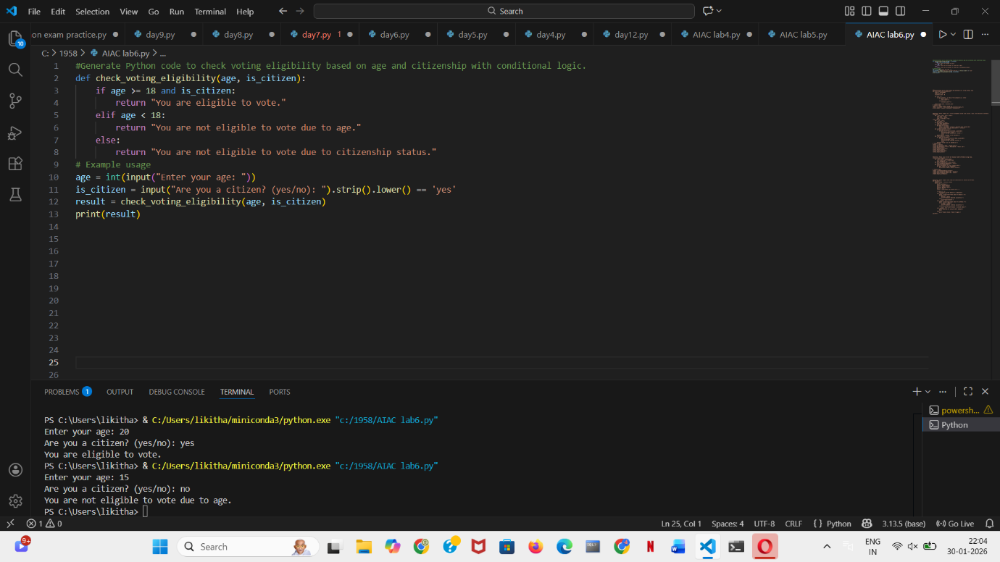 File Edit Selection View Go Run Terminal Help Search
10
on exam practice.py day9.py day8.py day7.py 1 day6.py day5.py day4.py day12.py AIAC lab4.py AIAC lab5.py AIAC lab6.py
C: > 1958 > AIAC lab6.py > ...
1 #Generate Python code to check voting eligibility based on age and citizenship with conditional logic.
2 def check_voting_eligibility(age, is_citizen):
3 if age >= 18 and is_citizen:
4 return "You are eligible to vote."
5 elif age < 18:
6 return "You are not eligible to vote due to age."
7 else:
8 return "You are not eligible to vote due to citizenship status."
9 # Example usage
10 age = int(input("Enter your age: "))
11 is_citizen = input("Are you a citizen? (yes/no): ").strip().lower() == 'yes'
12 result = check_voting_eligibility(age, is_citizen)
13 print(result)
14
15
16
17
18
19
20
21
22
23
24
25
26
PROBLEMS 1 OUTPUT DEBUG CONSOLE TERMINAL PORTS
powersh...
Python
PS C:\Users\likitha> & C:/Users/likitha/miniconda3/python.exe "c:/1958/AIAC lab6.py"
Enter your age: 20
Are you a citizen? (yes/no): yes
You are eligible to vote.
PS C:\Users\likitha> & C:/Users/likitha/miniconda3/python.exe "c:/1958/AIAC lab6.py"
Enter your age: 15
Are you a citizen? (yes/no): no
You are not eligible to vote due to age.
PS C:\Users\likitha>
1 0 Ln 25, Col 1 Spaces: 4 UTF-8 CRLF {} Python 3.13.5 (base) Go Live
9+ Search ENG IN 22:04 30-01-2026